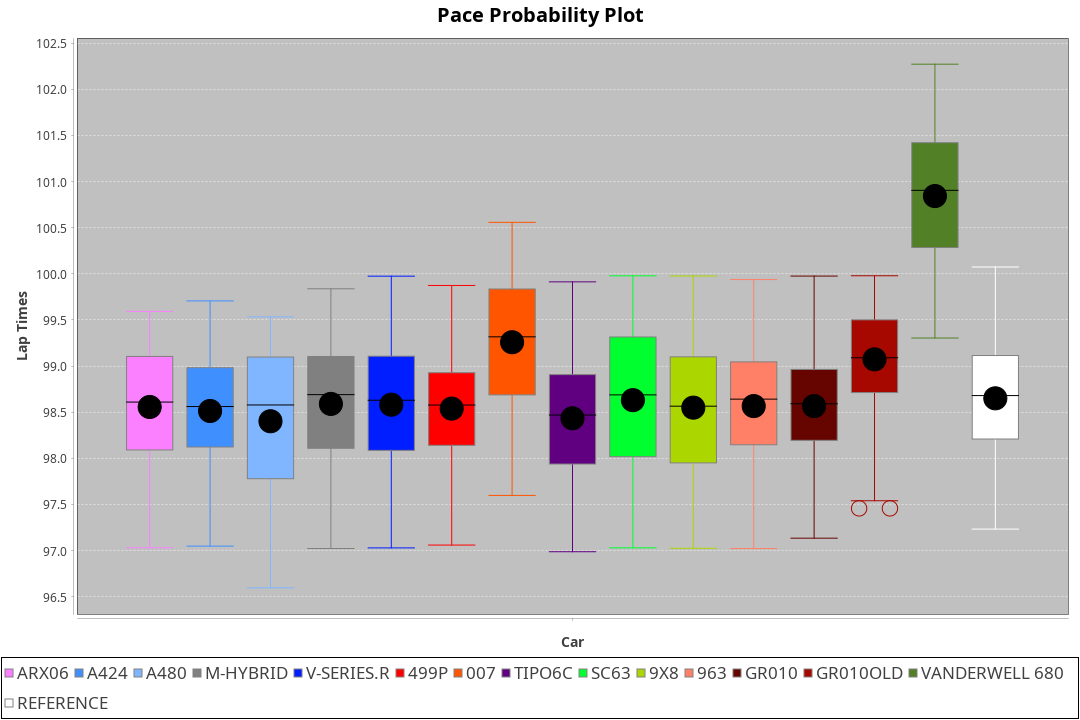 Pace Probability Plot
102.5
102.0
101.5
101.0
100.5
100.0
99.5
99.0
98.5
98.0
97.5
97.0
96.5
Lap Times
Car
ARX06 A424 A480 M-HYBRID V-SERIES.R 499P 007 TIPO6C SC63 9X8 963 GR010 GR010OLD VANDERWELL 680
REFERENCE